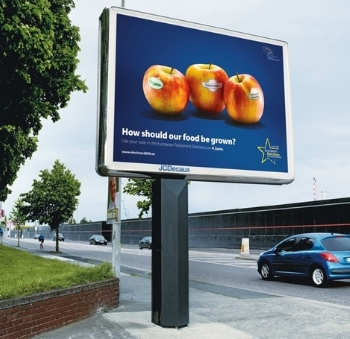 How should our food be grown?
Use your vote in the European Parliament Elections on 4 June.
www.elections2009.eu
JCDecaux